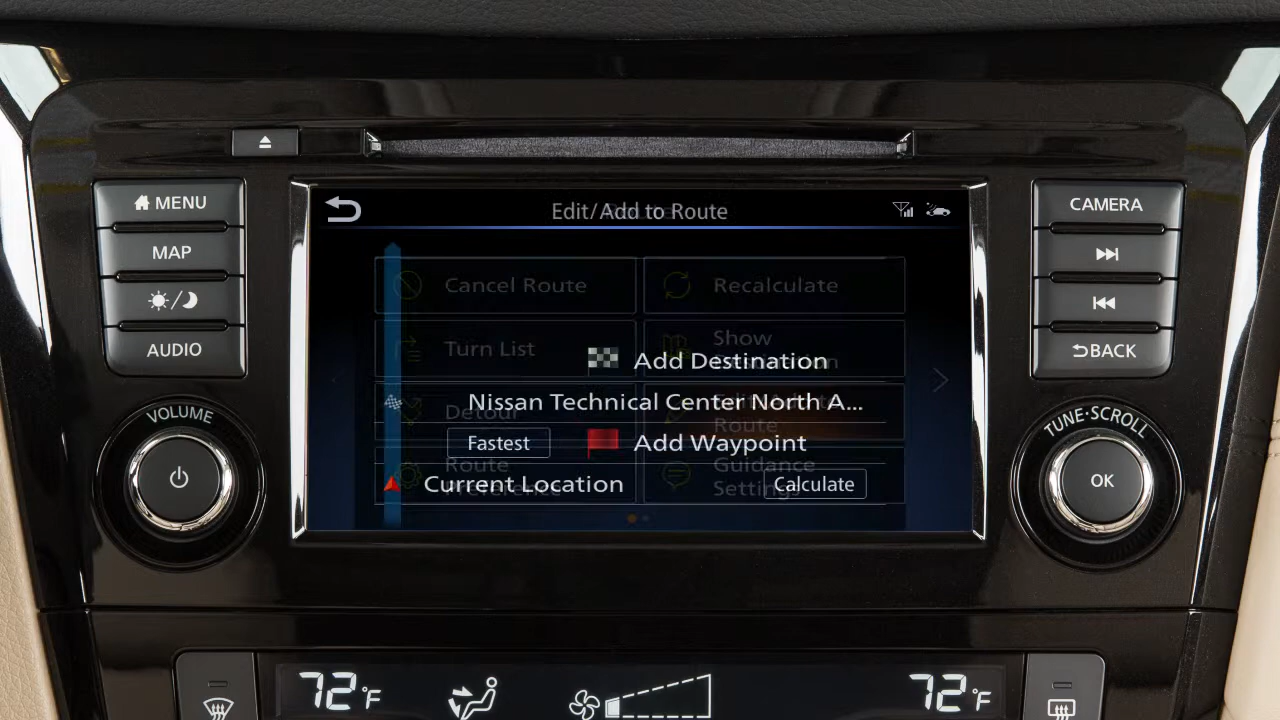 MENU
MAP
AUDIO
VOLUME
Edit/Add to Route
Cancel Route
Recalculate
Turn List
Show
Add Destination
Nissan Technical Center North A...
Detour
Route
Fastest
Add Waypoint
Route
Guidance
Current Location
Settings
Calculate
CAMERA
BACK
TUNE·SCROLL
OK
72°F
72°F